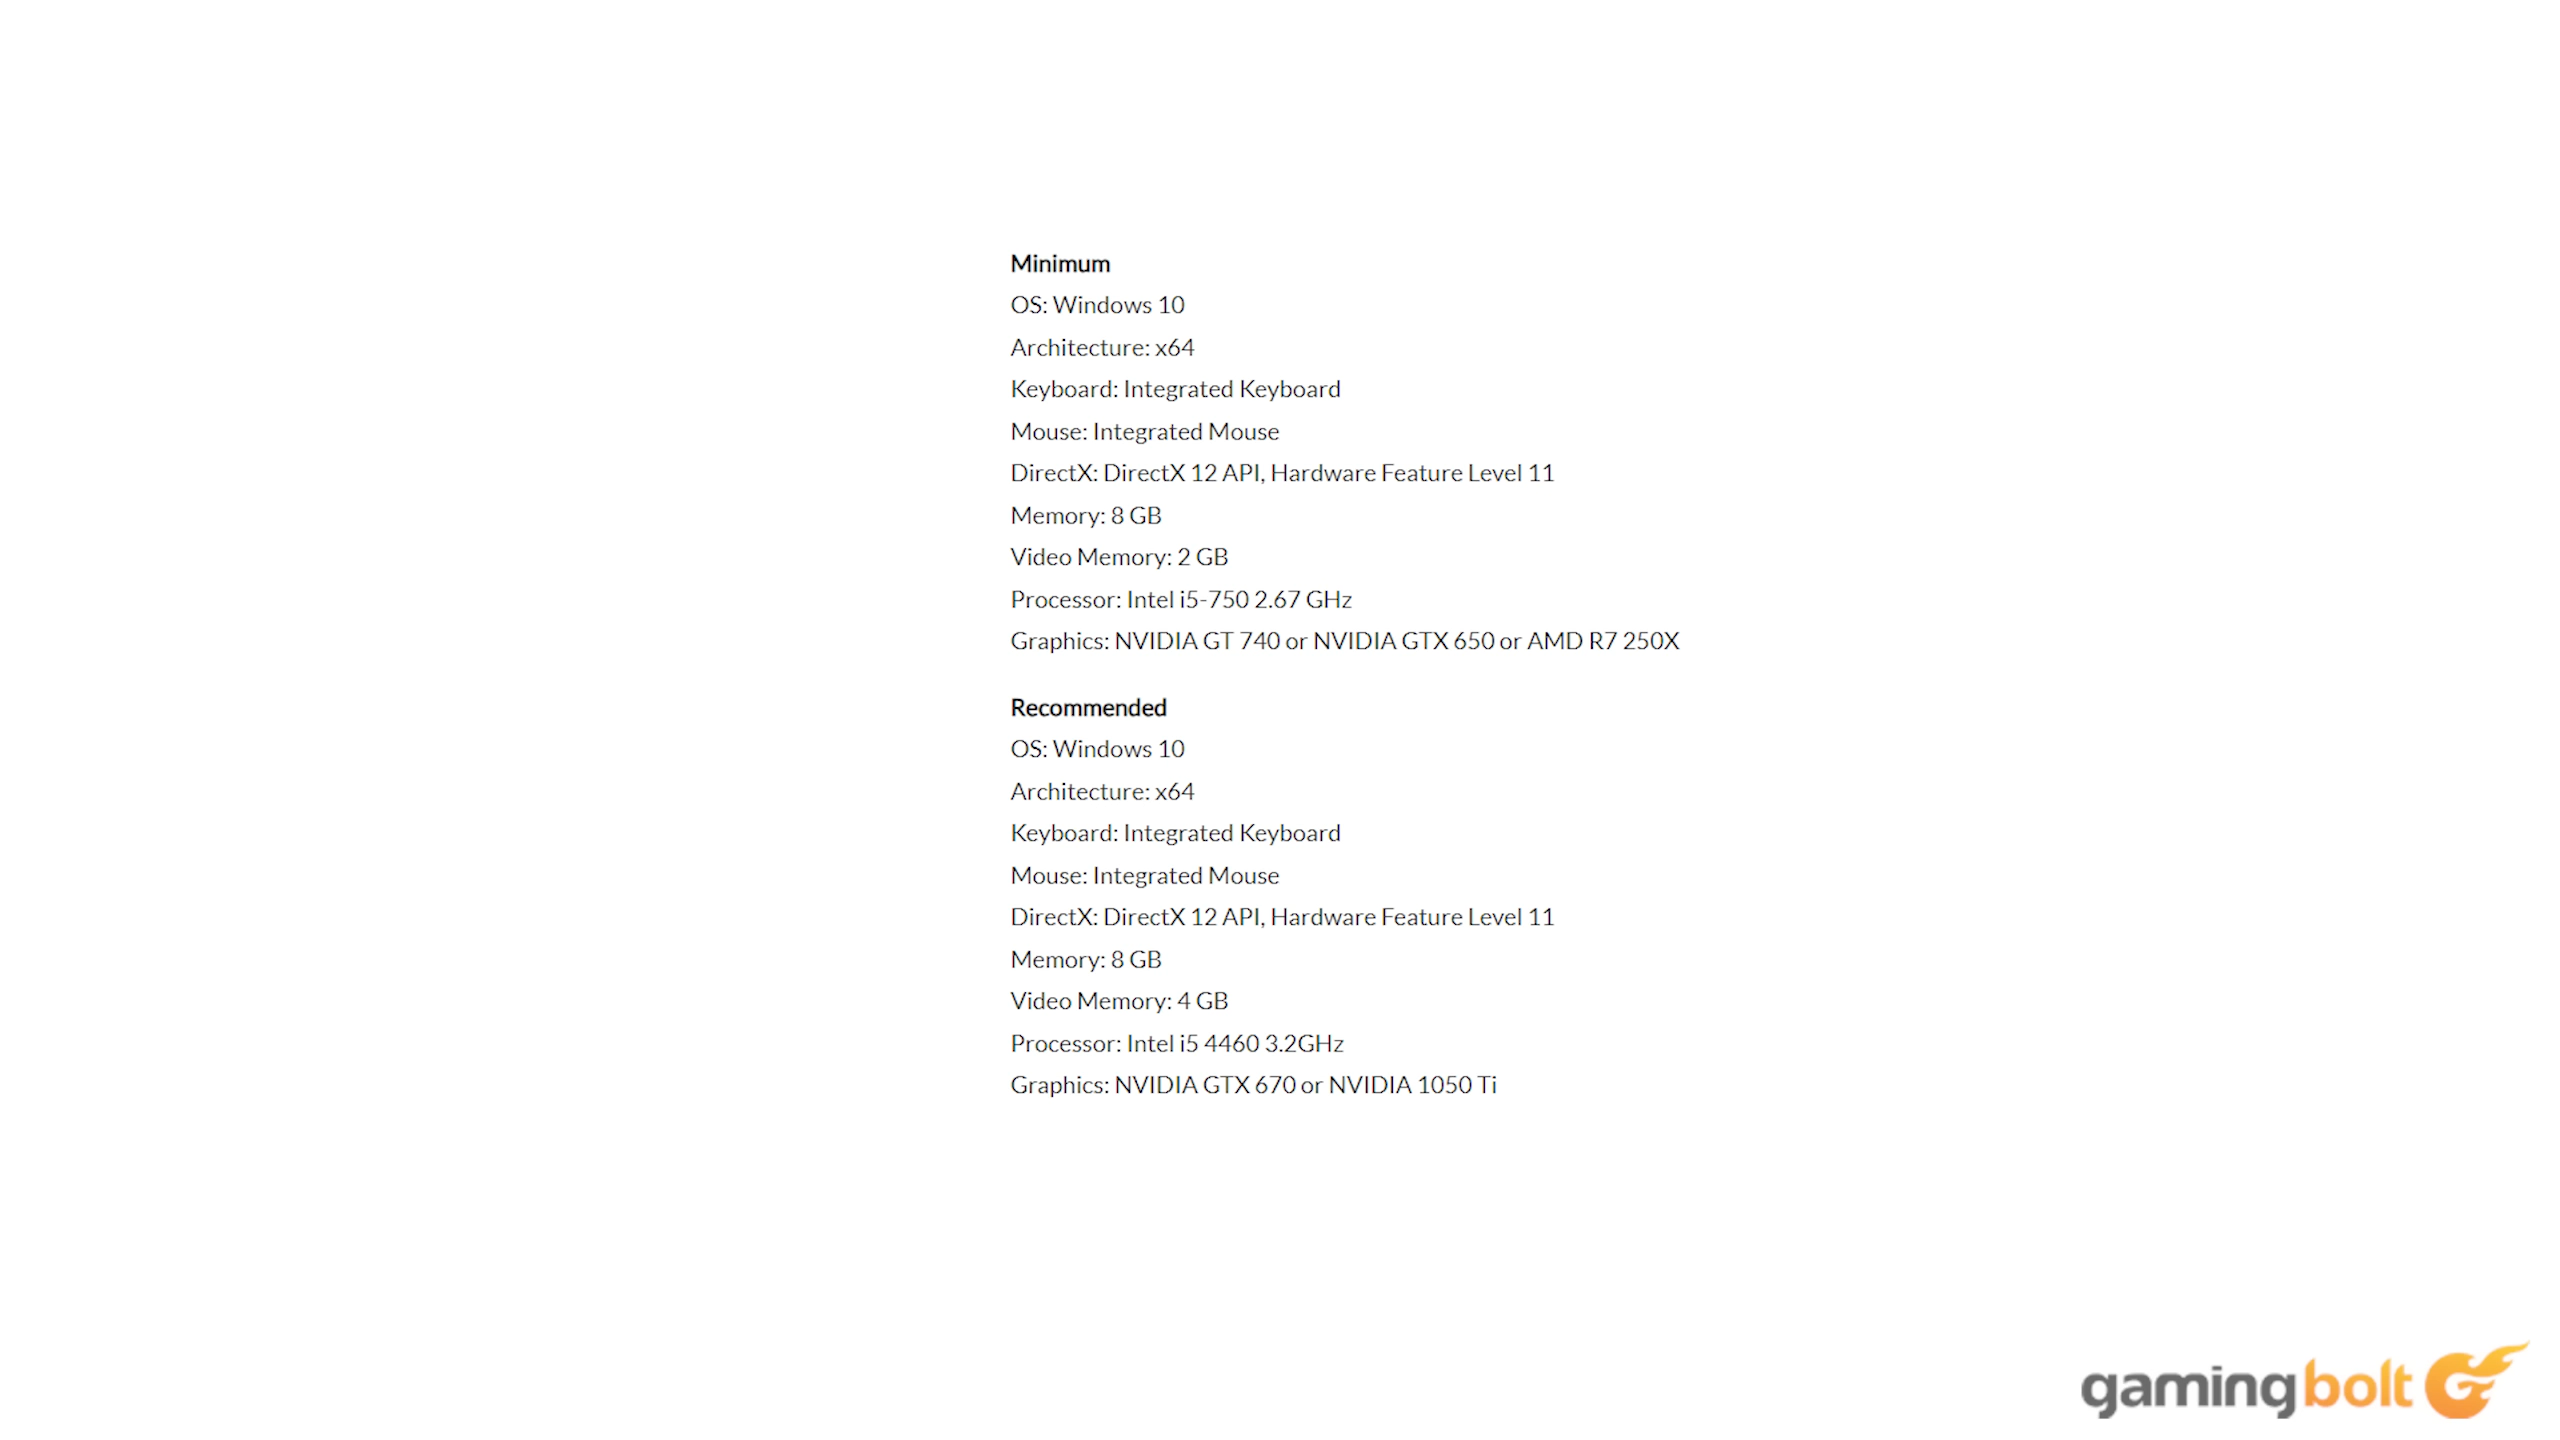 Minimum
OS: Windows 10
Architecture: x64
Keyboard: Integrated Keyboard
Mouse: Integrated Mouse
DirectX: DirectX 12 API, Hardware Feature Level 11
Memory: 8 GB
Video Memory: 2 GB
Processor: Intel i5-750 2.67 GHz
Graphics: NVIDIA GT 740 or NVIDIA GTX 650 or AMD R7 250X
Recommended
OS: Windows 10
Architecture: x64
Keyboard: Integrated Keyboard
Mouse: Integrated Mouse
DirectX: DirectX 12 API, Hardware Feature Level 11
Memory: 8 GB
Video Memory: 4 GB
Processor: Intel i5 4460 3.2GHz
Graphics: NVIDIA GTX 670 or NVIDIA 1050 Ti
gamingbolt